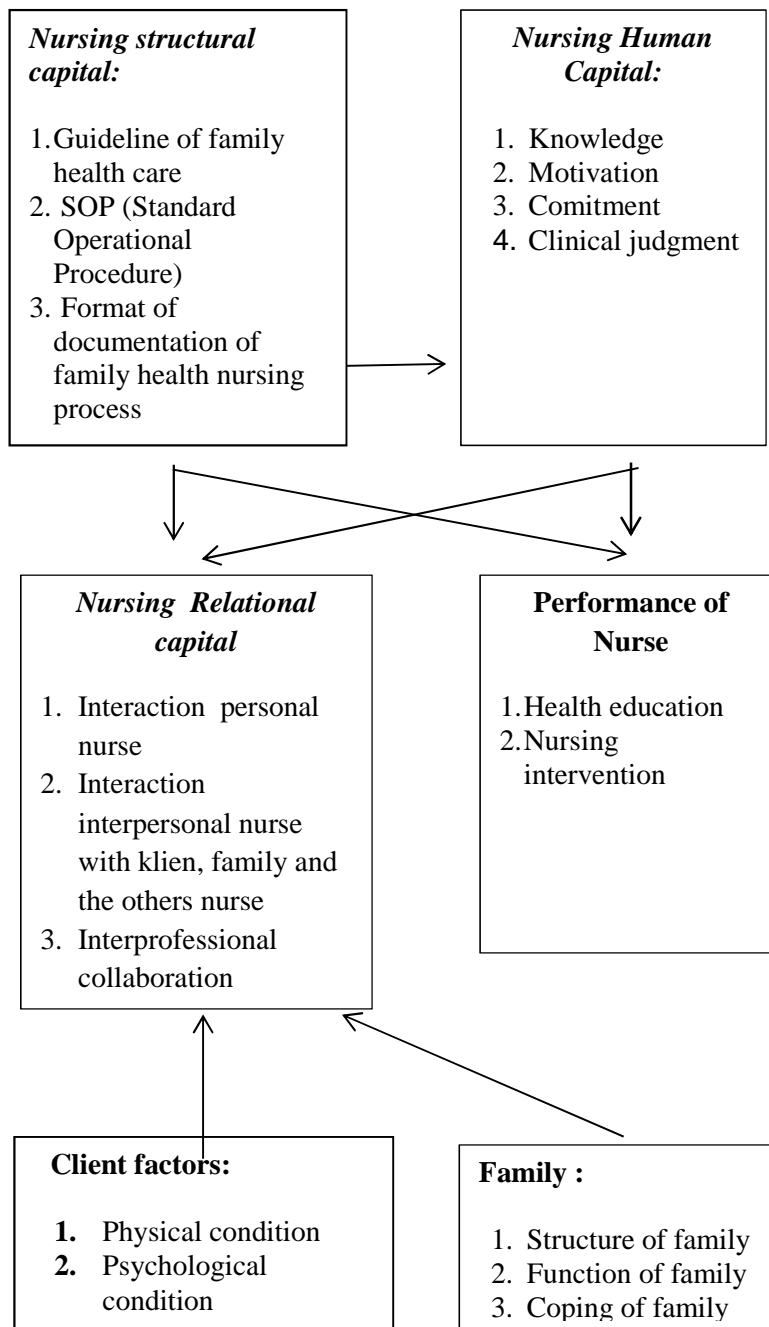 Nursing structural
capital:
1.Guideline of family
health care
2. SOP (Standard
Operational
Procedure)
3. Format of
documentation of
family health nursing
process
Nursing Human
Capital:
1. Knowledge
2. Motivation
3. Comitment
4. Clinical judgment
Nursing Relational
capital
1. Interaction personal
nurse
2. Interaction
interpersonal nurse
with klien, family and
the others nurse
3. Interprofessional
collaboration
Performance of
Nurse
1.Health education
2.Nursing
intervention
Client factors:
1. Physical condition
2. Psychological
condition
Family :
1. Structure of family
2. Function of family
3. Coping of family